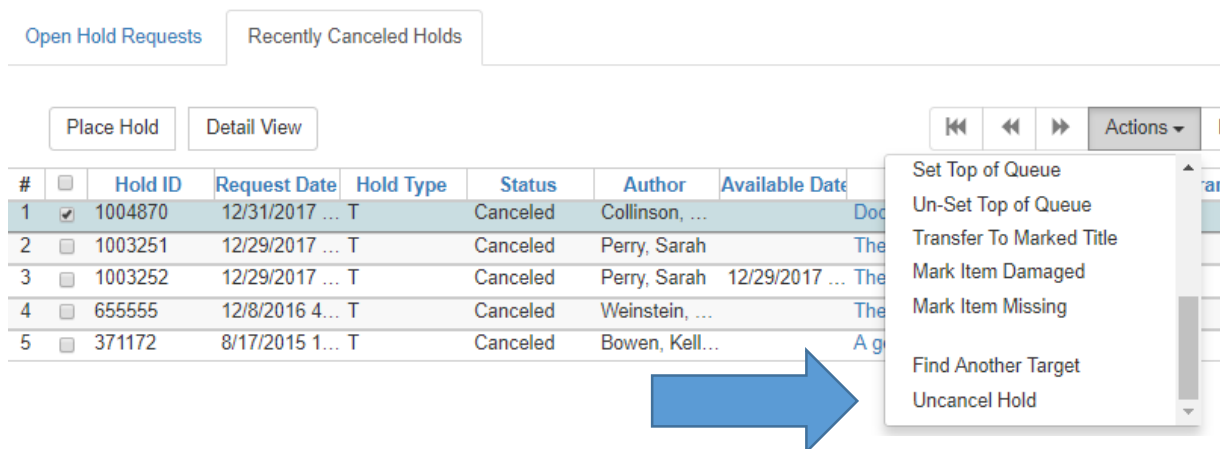 Open Hold Requests Recently Canceled Holds
Place Hold Detail View Actions
# Hold ID Request Date Hold Type Status Author Available Date
1 1004870 12/31/2017 ... T Canceled Collinson, ... Doc
2 1003251 12/29/2017 ... T Canceled Perry, Sarah The
3 1003252 12/29/2017 ... T Canceled Perry, Sarah 12/29/2017 ... The
4 655555 12/8/2016 4... T Canceled Weinstein, ... The
5 371172 8/17/2015 1... T Canceled Bowen, Kell... A g
Set Top of Queue
Un-Set Top of Queue
Transfer To Marked Title
Mark Item Damaged
Mark Item Missing
Find Another Target
Uncancel Hold